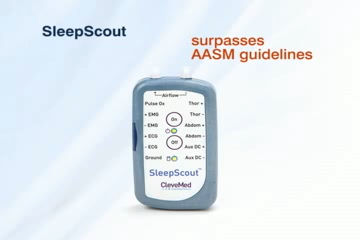 SleepScout
surpasses
AASM guidelines
Airflow
Pulse Ox Thor +
+ EMG Thor -
- EMG On Abdom +
+ ECG Abdom -
- ECG Off Aux DC +
Ground Aux DC -
SleepScout™
CleveMed